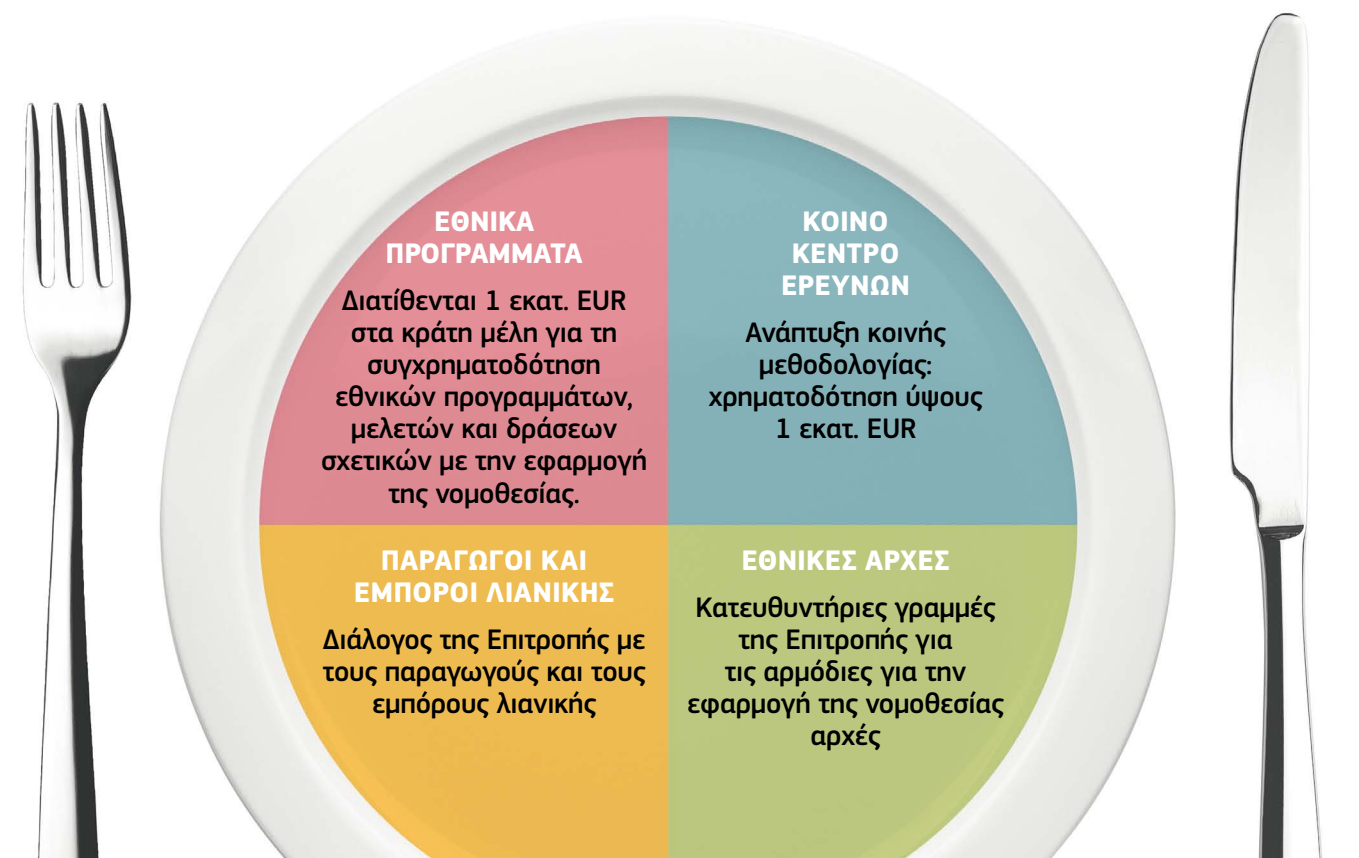 ΕΘΝΙΚΑ
ΠΡΟΓΡΑΜΜΑΤΑ
Διατίθενται 1 εκατ. EUR
στα κράτη μέλη για τη
συγχρηματοδότηση
εθνικών προγραμμάτων,
μελετών και δράσεων
σχετικών με την εφαρμογή
της νομοθεσίας.
ΚΟΙΝΟ
ΚΕΝΤΡΟ
ΕΡΕΥΝΩΝ
Ανάπτυξη κοινής
μεθοδολογίας:
χρηματοδότηση ύψους
1 εκατ. EUR
ΠΑΡΑΓΩΓΟΙ ΚΑΙ
ΕΜΠΟΡΟΙ ΛΙΑΝΙΚΗΣ
Διάλογος της Επιτροπής με
τους παραγωγούς και τους
εμπόρους λιανικής
ΕΘΝΙΚΕΣ ΑΡΧΕΣ
Κατευθυντήριες γραμμές
της Επιτροπής για
τις αρμόδιες για την
εφαρμογή της νομοθεσίας
αρχές